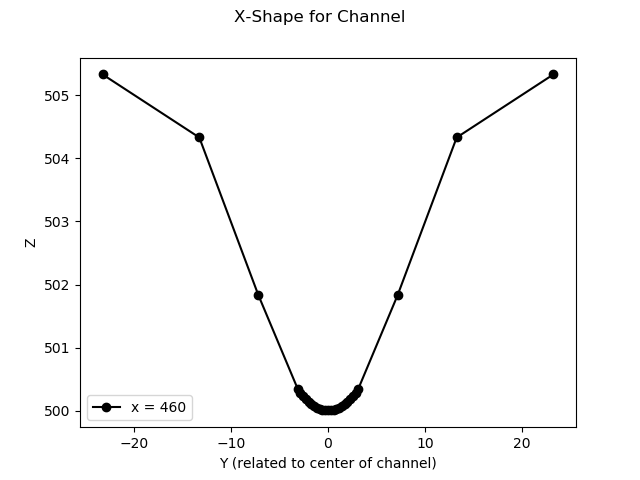 X-Shape for Channel
505
504
503
502
501
500
Z
x = 460
−20
−10
0
10
20
Y (related to center of channel)